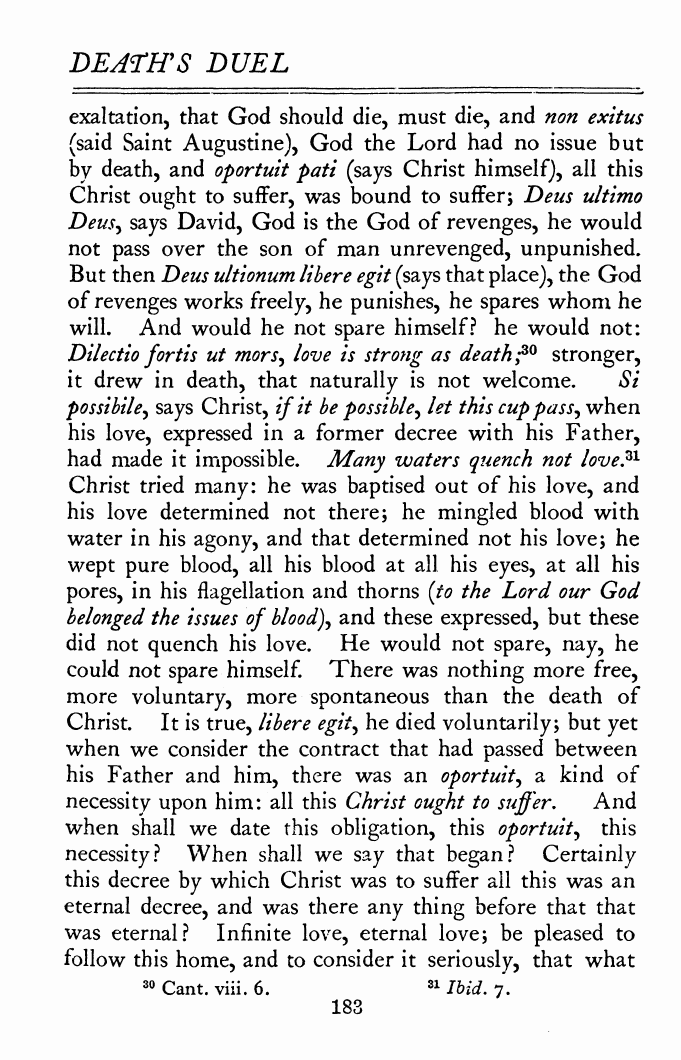 DEATH'S DUEL
exaltation, that God should die, must die, and non exitus
(said Saint Augustine), God the Lord had no issue but
by death, and oportuit pati (says Christ himself), all this
Christ ought to suffer, was bound to suffer; Deus ultimo
Deus, says David, God is the God of revenges, he would
not pass over the son of man unrevenged, unpunished.
But then Deus ultionum libere egit (says that place), the God
of revenges works freely, he punishes, he spares whom he
will. And would he not spare himself? he would not:
Dilectio fortis ut mors, love is strong as death;³⁰ stronger,
it drew in death, that naturally is not welcome. Si
possibile, says Christ, if it be possible, let this cup pass, when
his love, expressed in a former decree with his Father,
had made it impossible. Many waters quench not love.³¹
Christ tried many: he was baptised out of his love, and
his love determined not there; he mingled blood with
water in his agony, and that determined not his love; he
wept pure blood, all his blood at all his eyes, at all his
pores, in his flagellation and thorns (to the Lord our God
belonged the issues of blood), and these expressed, but these
did not quench his love. He would not spare, nay, he
could not spare himself. There was nothing more free,
more voluntary, more spontaneous than the death of
Christ. It is true, libere egit, he died voluntarily; but yet
when we consider the contract that had passed between
his Father and him, there was an oportuit, a kind of
necessity upon him: all this Christ ought to suffer. And
when shall we date this obligation, this oportuit, this
necessity? When shall we say that began? Certainly
this decree by which Christ was to suffer all this was an
eternal decree, and was there any thing before that that
was eternal? Infinite love, eternal love; be pleased to
follow this home, and to consider it seriously, that what
³⁰ Cant. viii. 6. ³¹ Ibid. 7.
183